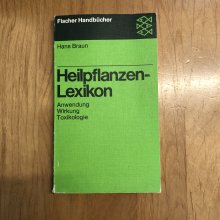 Fischer Handbücher
Hans Braun
Heilpflanzen-
Lexikon
Anwendung
Wirkung
Toxikologie